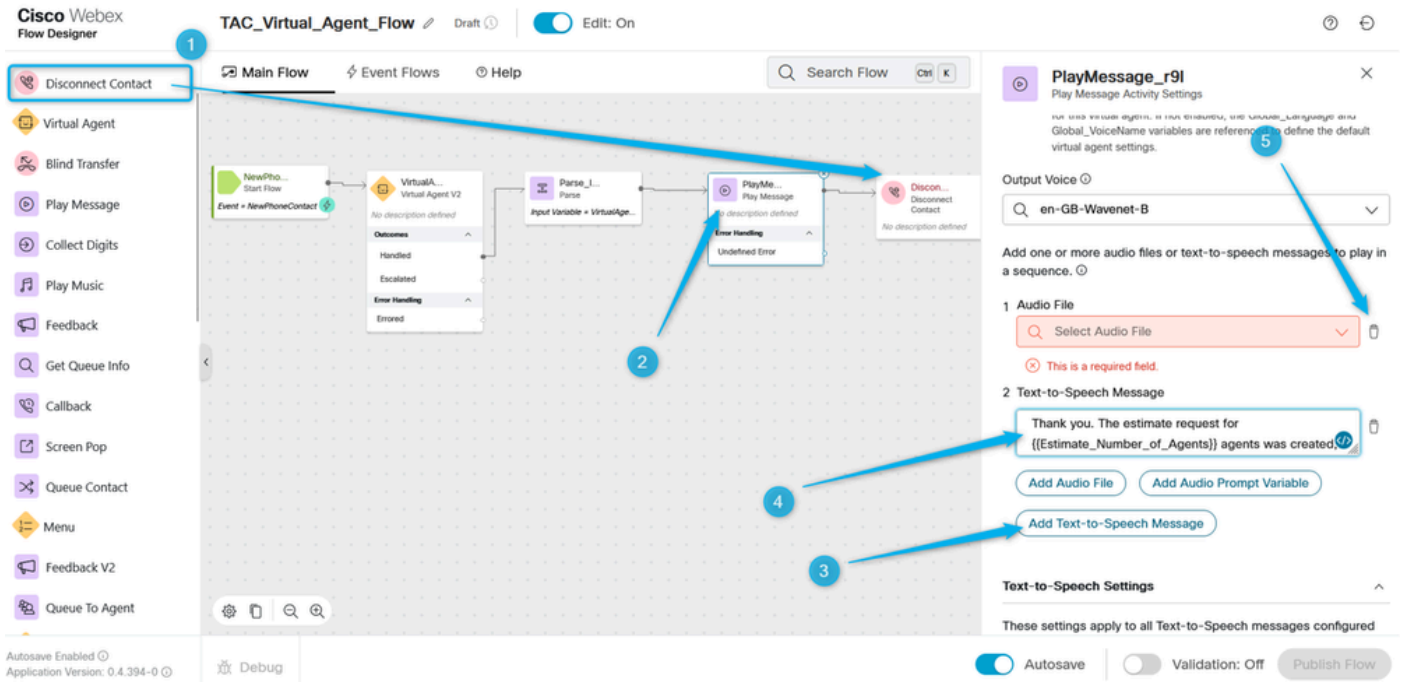 Cisco Webex
Flow Designer
TAC_Virtual_Agent_Flow
Draft
Edit: On
1
Disconnect Contact
Virtual Agent
Blind Transfer
Play Message
Collect Digits
Play Music
Feedback
Get Queue Info
Callback
Screen Pop
Queue Contact
Menu
Feedback V2
Queue To Agent
Autosave Enabled
Application Version: 0.4.394-0
Main Flow
Event Flows
Help
Search Flow
Ctrl K
NewPho...
Start Flow
Event = NewPhoneContact
VirtualA...
Virtual Agent V2
No description defined
Outcomes
Handled
Escalated
Error Handling
Errored
Parse_I...
Parse
Input Variable = VirtualAge...
PlayMe...
Play Message
No description defined
Error Handling
Undefined Error
Discon...
Disconnect
Contact
No description defined
2
4
3
Debug
PlayMessage_r9I
Play Message Activity Settings
for this virtual agent. If not enabled, the Global_Language and
Global_VoiceName variables are referenced to define the default
virtual agent settings.
5
Output Voice
en-GB-Wavenet-B
Add one or more audio files or text-to-speech messages to play in
a sequence.
1 Audio File
Select Audio File
This is a required field.
2 Text-to-Speech Message
Thank you. The estimate request for
{{Estimate_Number_of_Agents}} agents was created,
Add Audio File
Add Audio Prompt Variable
Add Text-to-Speech Message
Text-to-Speech Settings
These settings apply to all Text-to-Speech messages configured
Autosave
Validation: Off
Publish Flow